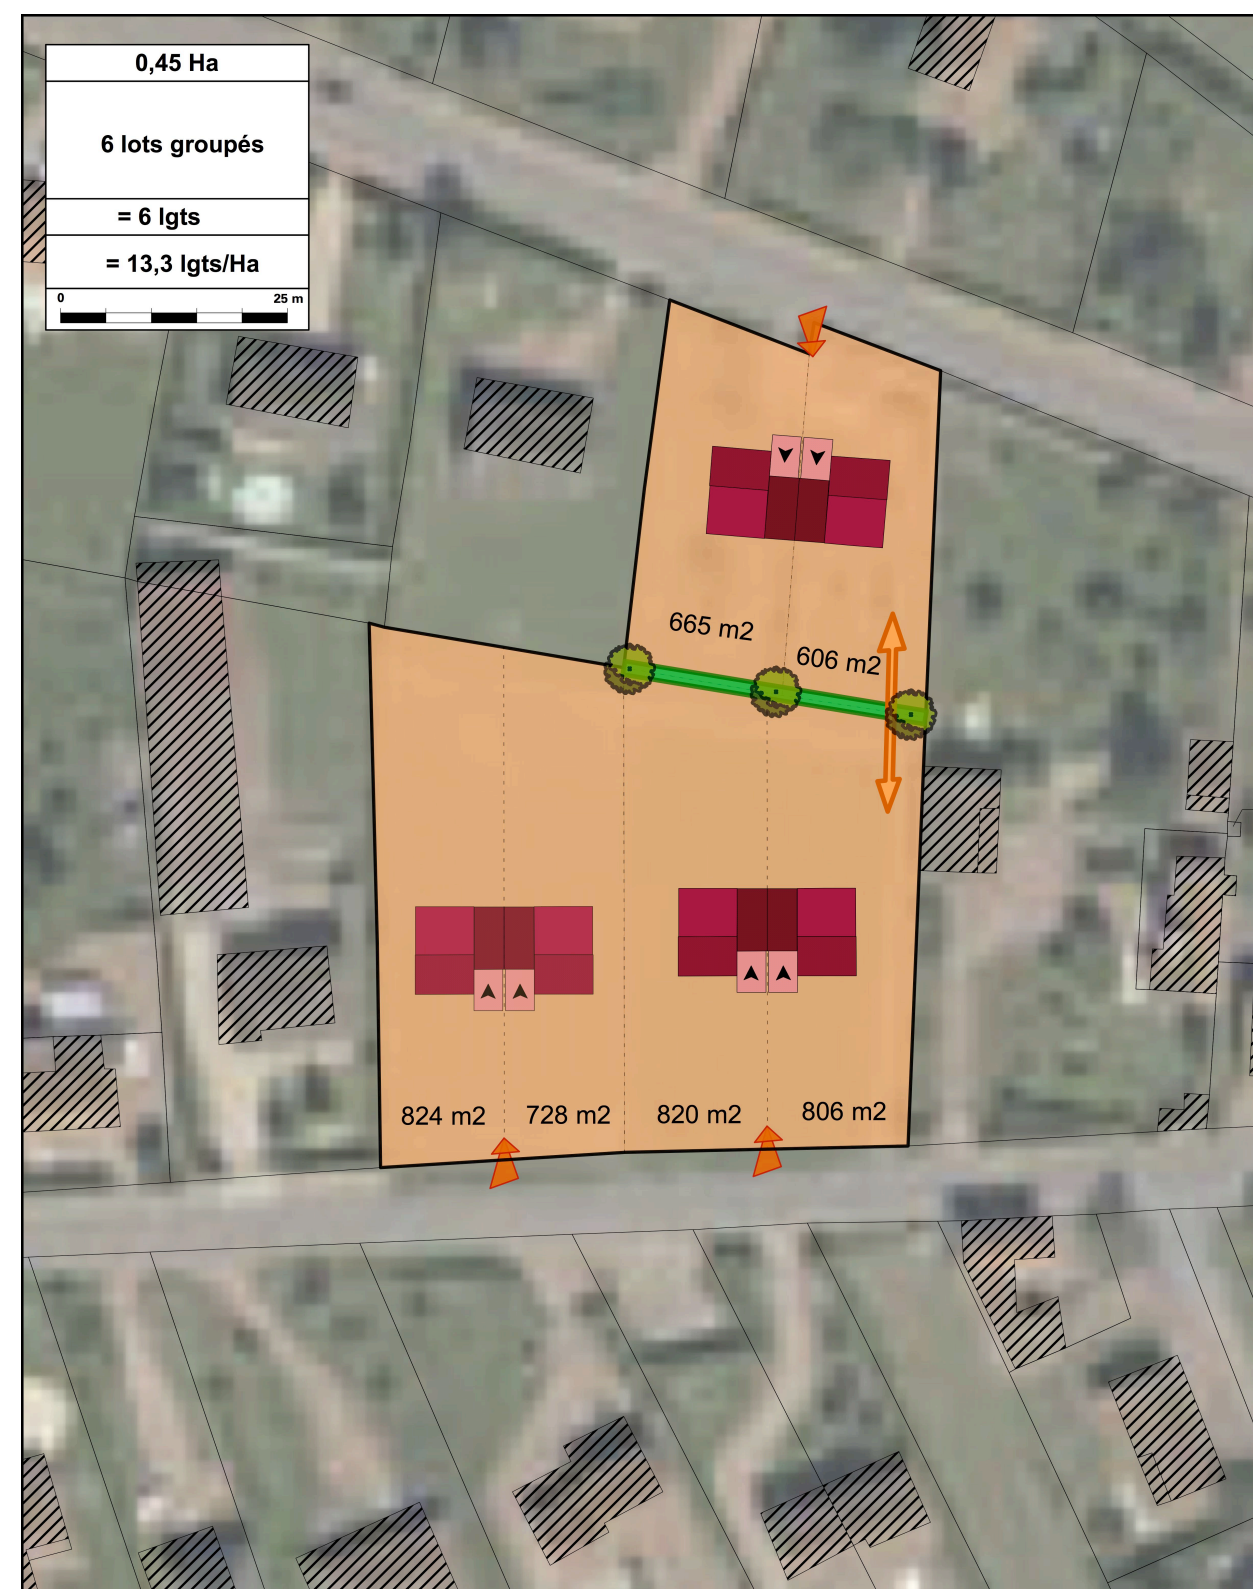 0,45 Ha
6 lots groupés
= 6 lgts
= 13,3 lgts/Ha
0 25 m
665 m2
606 m2
824 m2 728 m2 820 m2 806 m2